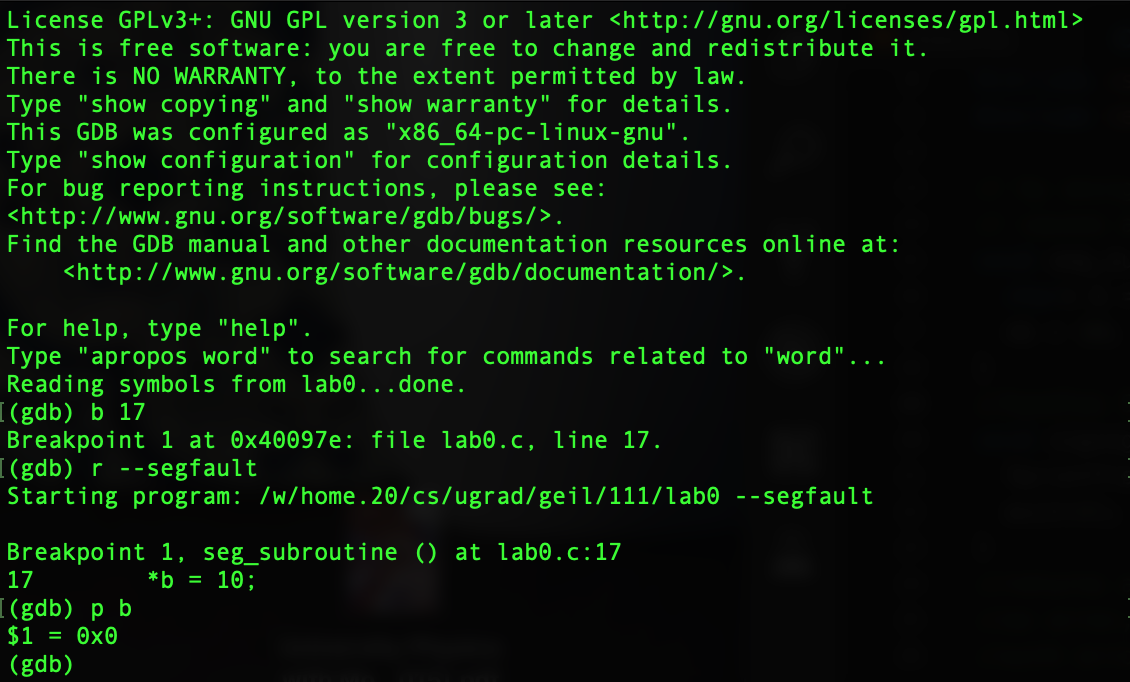 License GPLv3+: GNU GPL version 3 or later <http://gnu.org/licenses/gpl.html>
This is free software: you are free to change and redistribute it.
There is NO WARRANTY, to the extent permitted by law.
Type "show copying" and "show warranty" for details.
This GDB was configured as "x86_64-pc-linux-gnu".
Type "show configuration" for configuration details.
For bug reporting instructions, please see:
<http://www.gnu.org/software/gdb/bugs/>.
Find the GDB manual and other documentation resources online at:
    <http://www.gnu.org/software/gdb/documentation/>.

For help, type "help".
Type "apropos word" to search for commands related to "word"...
Reading symbols from lab0...done.
(gdb) b 17
Breakpoint 1 at 0x40097e: file lab0.c, line 17.
(gdb) r --segfault
Starting program: /w/home.20/cs/ugrad/geil/111/lab0 --segfault

Breakpoint 1, seg_subroutine () at lab0.c:17
17        *b = 10;
(gdb) p b
$1 = 0x0
(gdb)